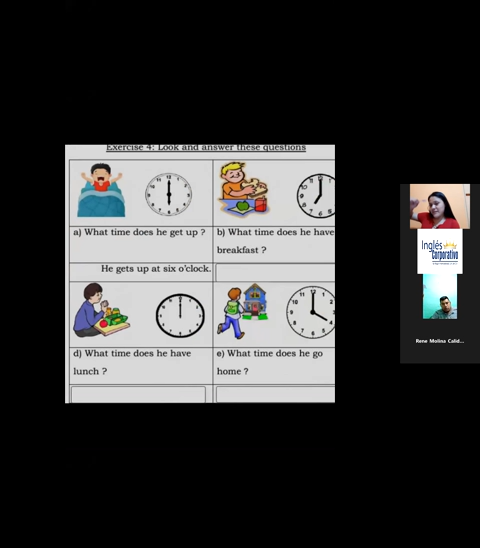 Exercise 4: Look and answer these questions
a) What time does he get up ?
b) What time does he have
breakfast ?
He gets up at six o'clock.
d) What time does he have
lunch ?
e) What time does he go
home ?
Inglés
Corporativo
Rene Molina Calid...